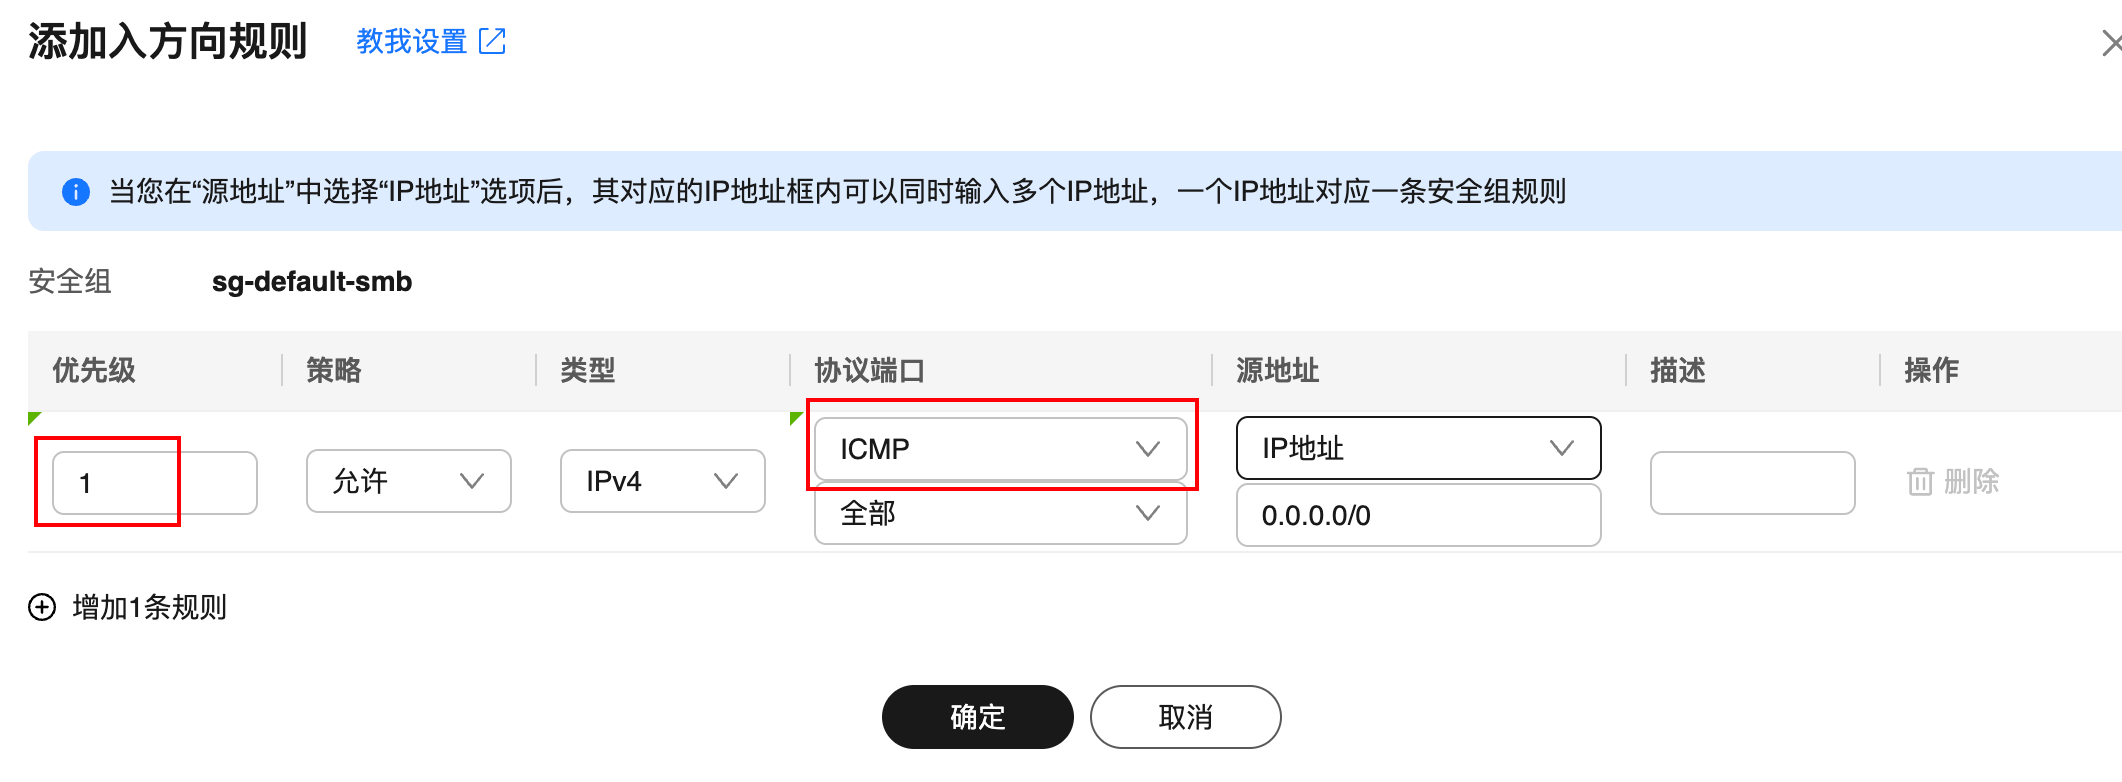 添加入方向规则 教我设置
当您在“源地址”中选择“IP地址”选项后，其对应的IP地址框内可以同时输入多个IP地址，一个IP地址对应一条安全组规则
安全组 sg-default-smb
优先级 策略 类型 协议端口 源地址 描述 操作
1 允许 IPv4 ICMP IP地址 删除
全部 0.0.0.0/0
增加1条规则
确定 取消